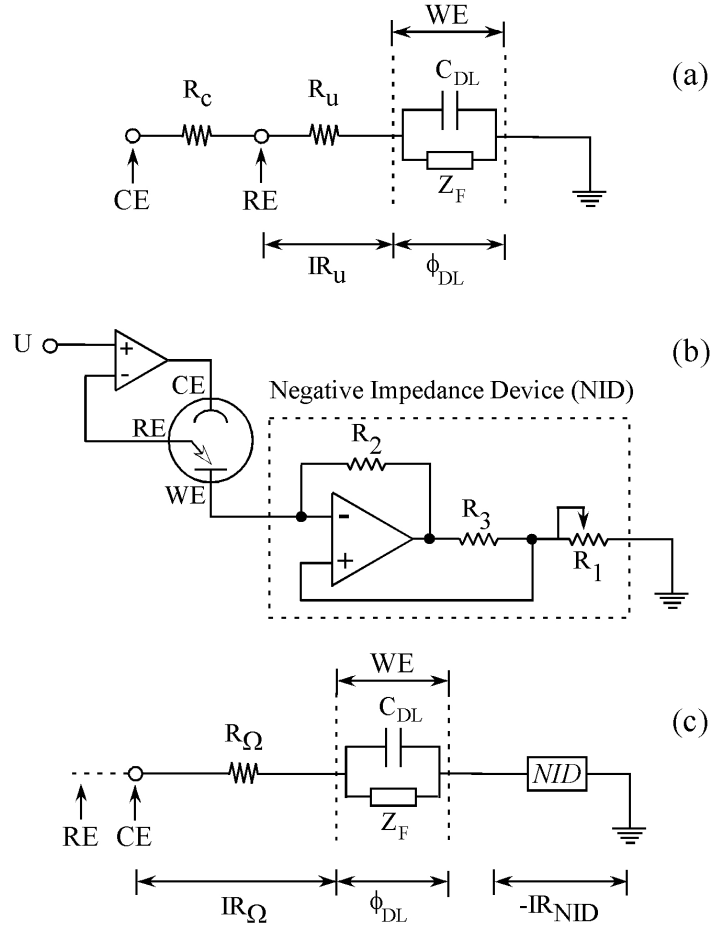 WE
(a)
C_DL
R_c
R_u
Z_F
CE
RE
IR_u
ϕ_DL
(b)
U
+
-
CE
Negative Impedance Device (NID)
RE
R_2
WE
-
R_3
+
R_1
(c)
WE
C_DL
R_Ω
NID
Z_F
RE
CE
IR_Ω
ϕ_DL
-IR_NID